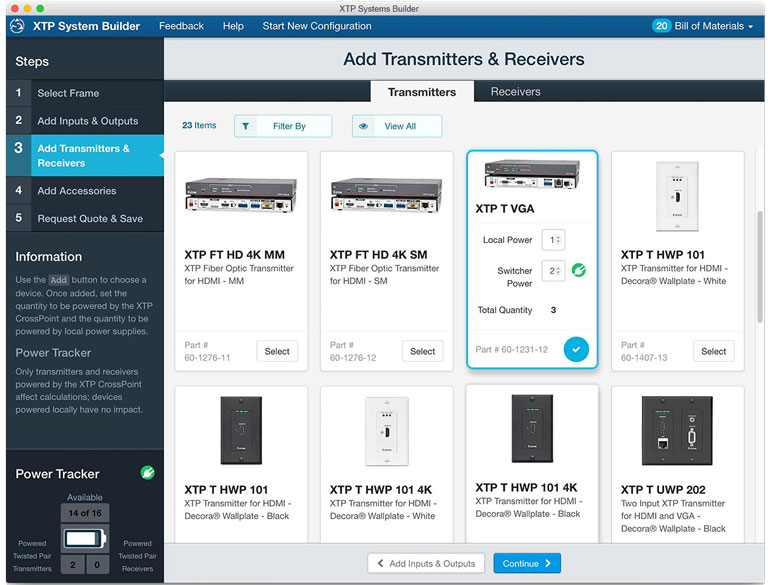 XTP Systems Builder
XTP System Builder
Feedback
Help
Start New Configuration
20
Bill of Materials
Steps
1 Select Frame
2 Add Inputs & Outputs
3 Add Transmitters &
Receivers
4 Add Accessories
5 Request Quote & Save
Information
Use the Add button to choose a
device. Once added, set the
quantity to be powered by the XTP
CrossPoint and the quantity to be
powered by local power supplies.
Power Tracker
Only transmitters and receivers
powered by the XTP CrossPoint
affect calculations; devices
powered locally have no impact.
Power Tracker
Available
14 of 16
Powered
Twisted Pair
Transmitters
2
0
Powered
Twisted Pair
Receivers
Add Transmitters & Receivers
Transmitters
Receivers
23 Items
Filter By
View All
XTP FT HD 4K MM
XTP Fiber Optic Transmitter
for HDMI - MM
Part #
60-1276-11
Select
XTP FT HD 4K SM
XTP Fiber Optic Transmitter
for HDMI - SM
Part #
60-1276-12
Select
XTP T VGA
Local Power
1
Switcher
Power
2
Total Quantity
3
Part # 60-1231-12
XTP T HWP 101
XTP Transmitter for HDMI -
Decora® Wallplate - White
Part #
60-1407-13
Select
XTP T HWP 101
XTP Transmitter for HDMI -
Decora® Wallplate - Black
XTP T HWP 101 4K
XTP Transmitter for HDMI -
Decora® Wallplate - White
XTP T HWP 101 4K
XTP Transmitter for HDMI -
Decora® Wallplate - Black
XTP T UWP 202
Two Input XTP Transmitter
for HDMI and VGA -
Decora® Wallplate - Black
Add Inputs & Outputs
Continue